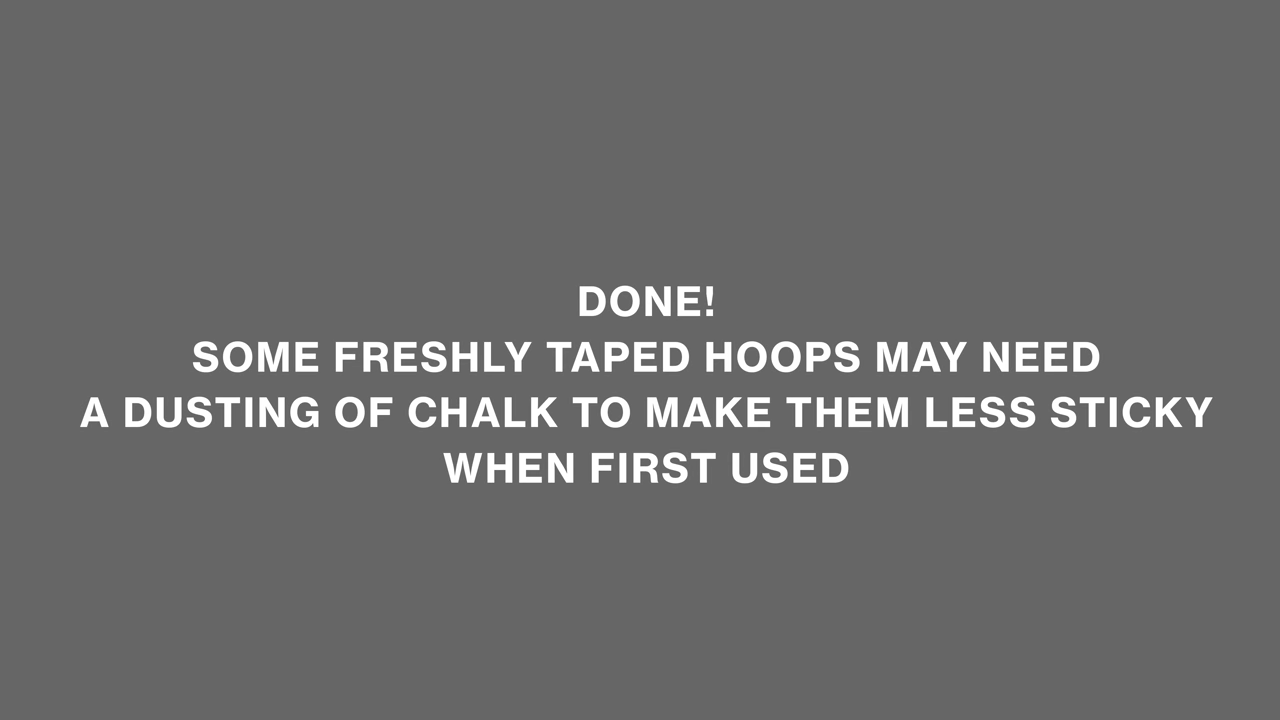 DONE!
SOME FRESHLY TAPED HOOPS MAY NEED
A DUSTING OF CHALK TO MAKE THEM LESS STICKY
WHEN FIRST USED